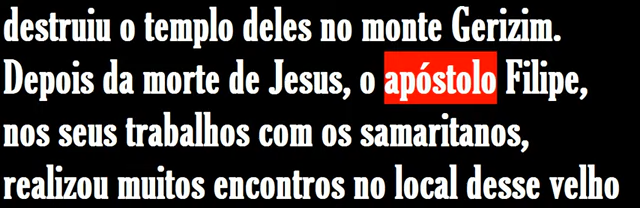 destruiu o templo deles no monte Gerizim.
Depois da morte de Jesus, o apóstolo Filipe,
nos seus trabalhos com os samaritanos,
realizou muitos encontros no local desse velho